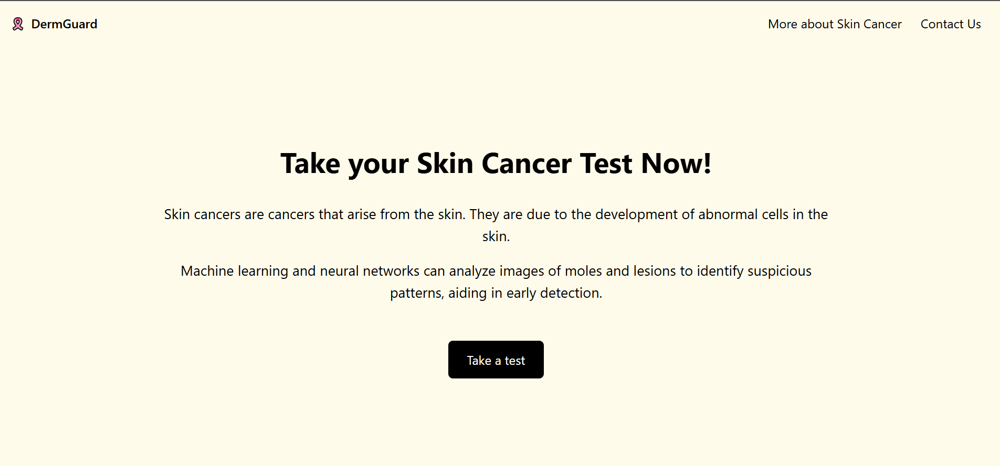 DermGuard
More about Skin Cancer
Contact Us
Take your Skin Cancer Test Now!
Skin cancers are cancers that arise from the skin. They are due to the development of abnormal cells in the
skin.
Machine learning and neural networks can analyze images of moles and lesions to identify suspicious
patterns, aiding in early detection.
Take a test